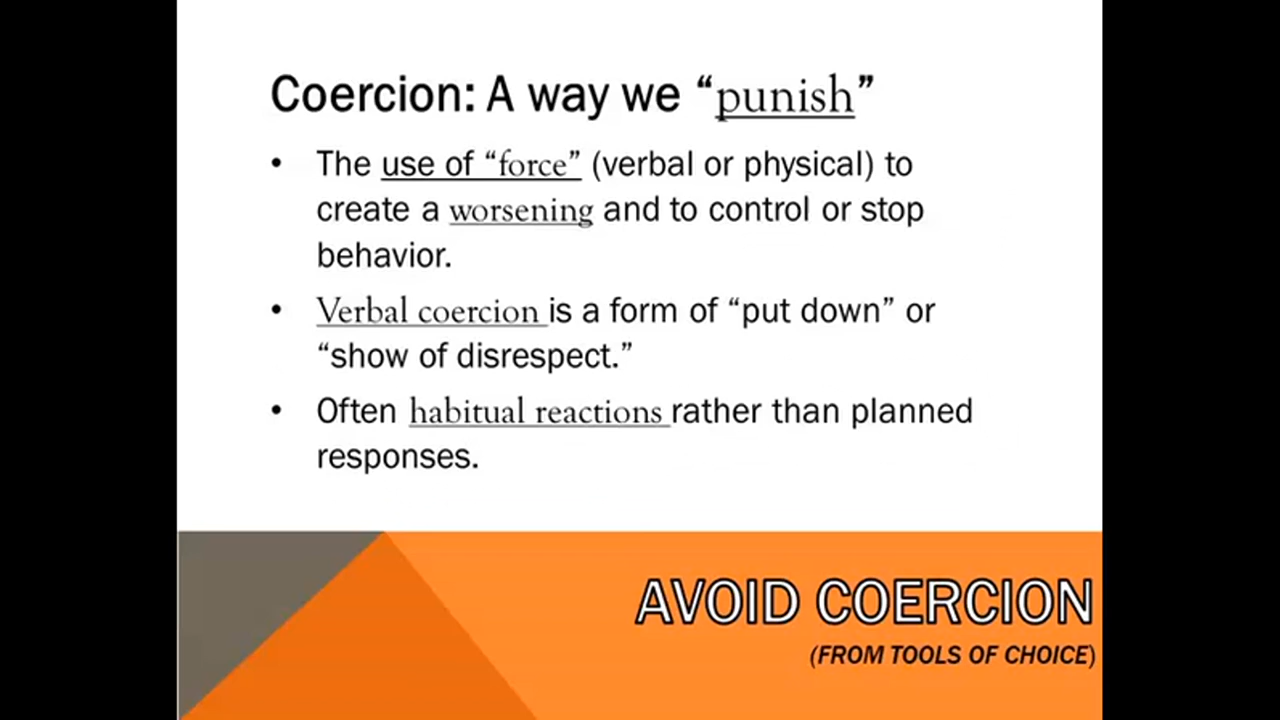 Coercion: A way we “punish”
• The use of “force” (verbal or physical) to
create a worsening and to control or stop
behavior.
• Verbal coercion is a form of “put down” or
“show of disrespect.”
• Often habitual reactions rather than planned
responses.
AVOID COERCION
(FROM TOOLS OF CHOICE)